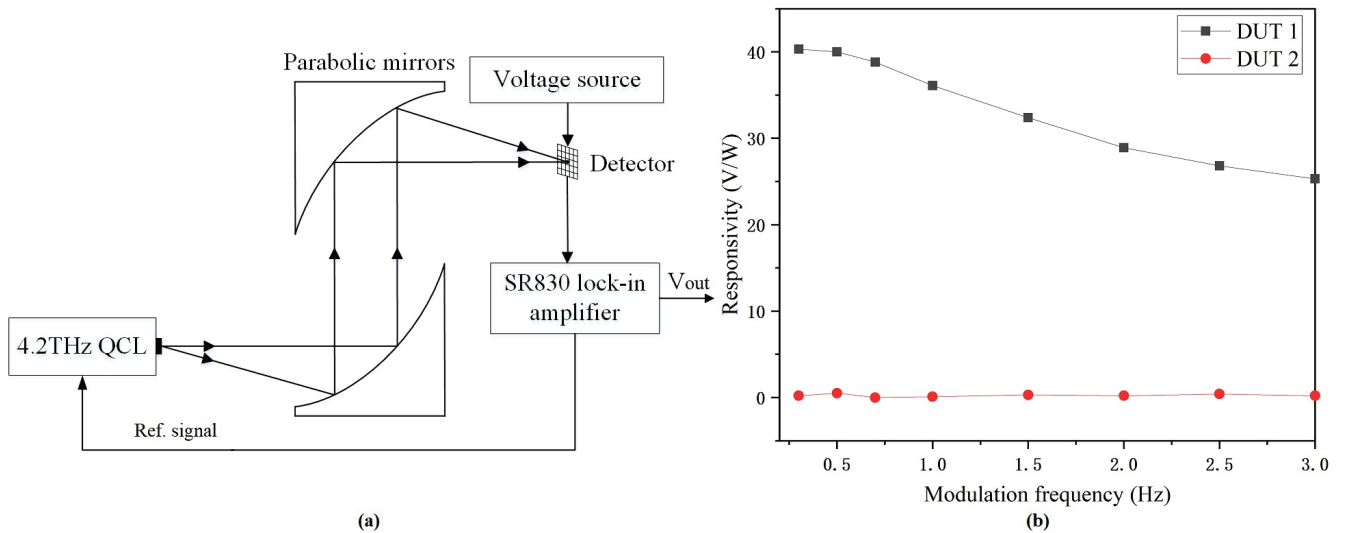 Parabolic mirrors
Voltage source
Detector
SR830 lock-in
amplifier
Vout
4.2THz QCL
Ref. signal
(a)
DUT 1
DUT 2
Responsivity (V/W)
40
30
20
10
0
0.5
1.0
1.5
2.0
2.5
3.0
Modulation frequency (Hz)
(b)